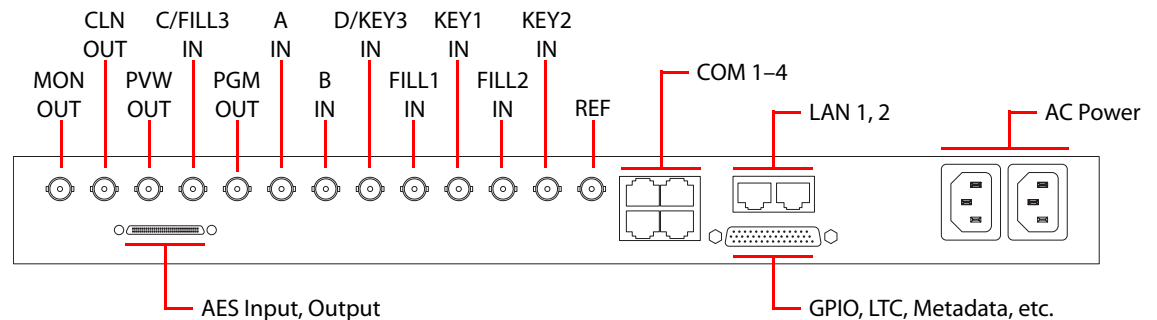 CLN
OUT
C/FILL3
IN
A
IN
D/KEY3
IN
KEY1
IN
KEY2
IN
MON
OUT
PVW
OUT
PGM
OUT
B
IN
FILL1
IN
FILL2
IN
REF
COM 1–4
LAN 1, 2
AC Power
AES Input, Output
GPIO, LTC, Metadata, etc.